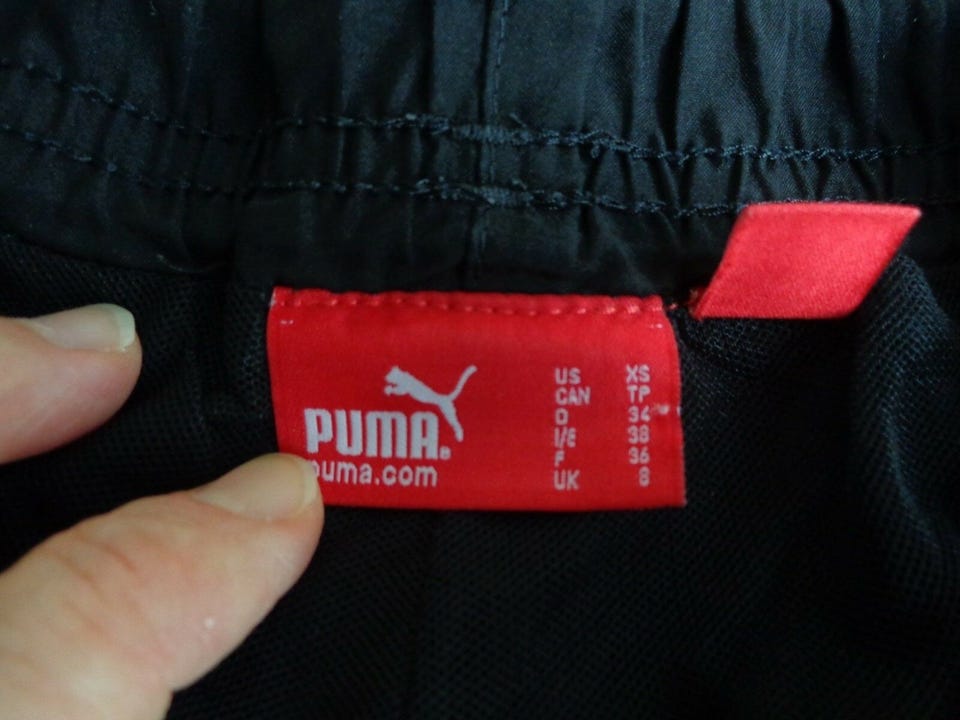 PUMA®
puma.com
US XS
CAN TP
D 34
I/E 38
F 36
UK 8